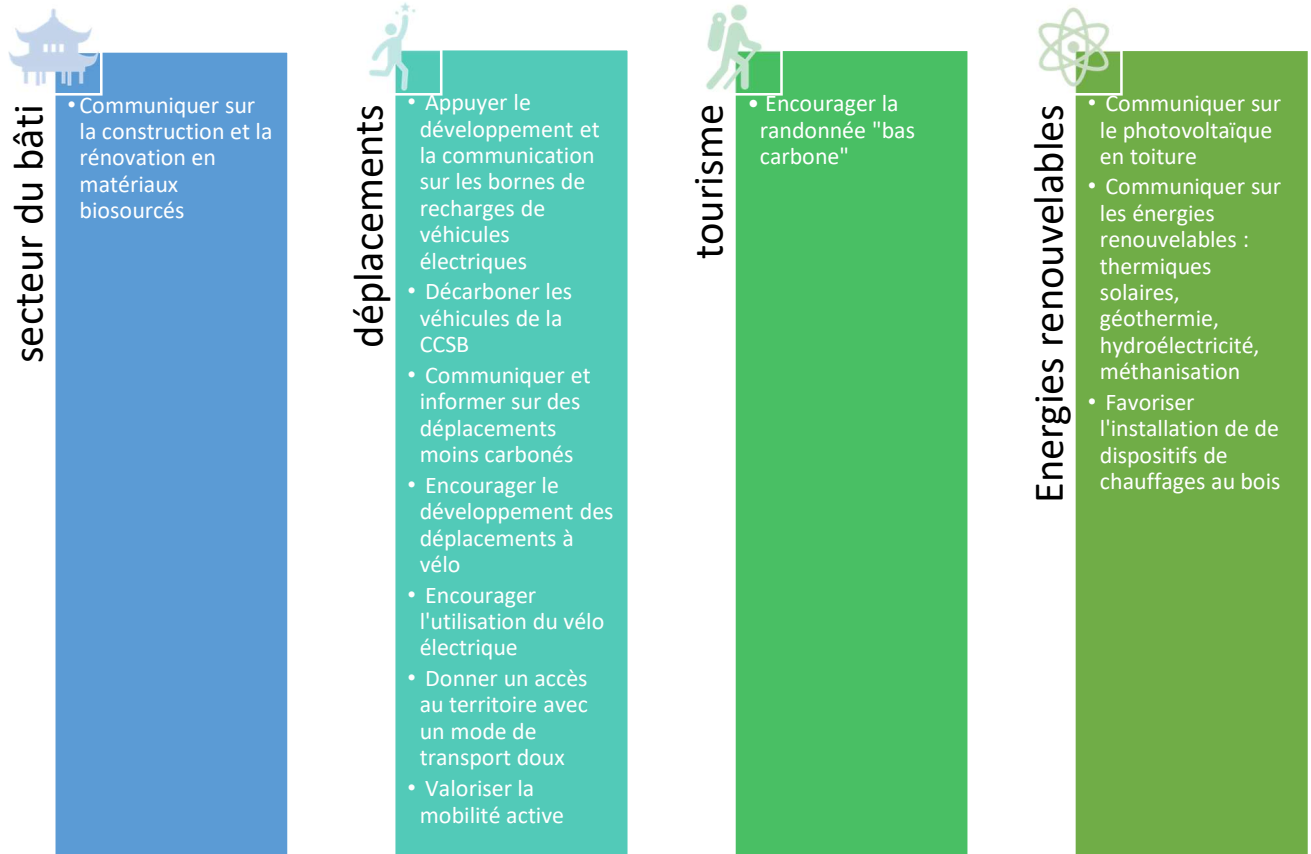 secteur du bâti
• Communiquer sur
la construction et la
rénovation en
matériaux
biosourcés
déplacements
• Appuyer le
développement et
la communication
sur les bornes de
recharges de
véhicules
électriques
• Décarboner les
véhicules de la
CCSB
• Communiquer et
informer sur des
déplacements
moins carbonés
• Encourager le
développement des
déplacements à
vélo
• Encourager
l'utilisation du vélo
électrique
• Donner un accès
au territoire avec
un mode de
transport doux
• Valoriser la
mobilité active
tourisme
• Encourager la
randonnée "bas
carbone"
Energies renouvelables
• Communiquer sur
le photovoltaïque
en toiture
• Communiquer sur
les énergies
renouvelables :
thermiques
solaires,
géothermie,
hydroélectricité,
méthanisation
• Favoriser
l'installation de de
dispositifs de
chauffages au bois